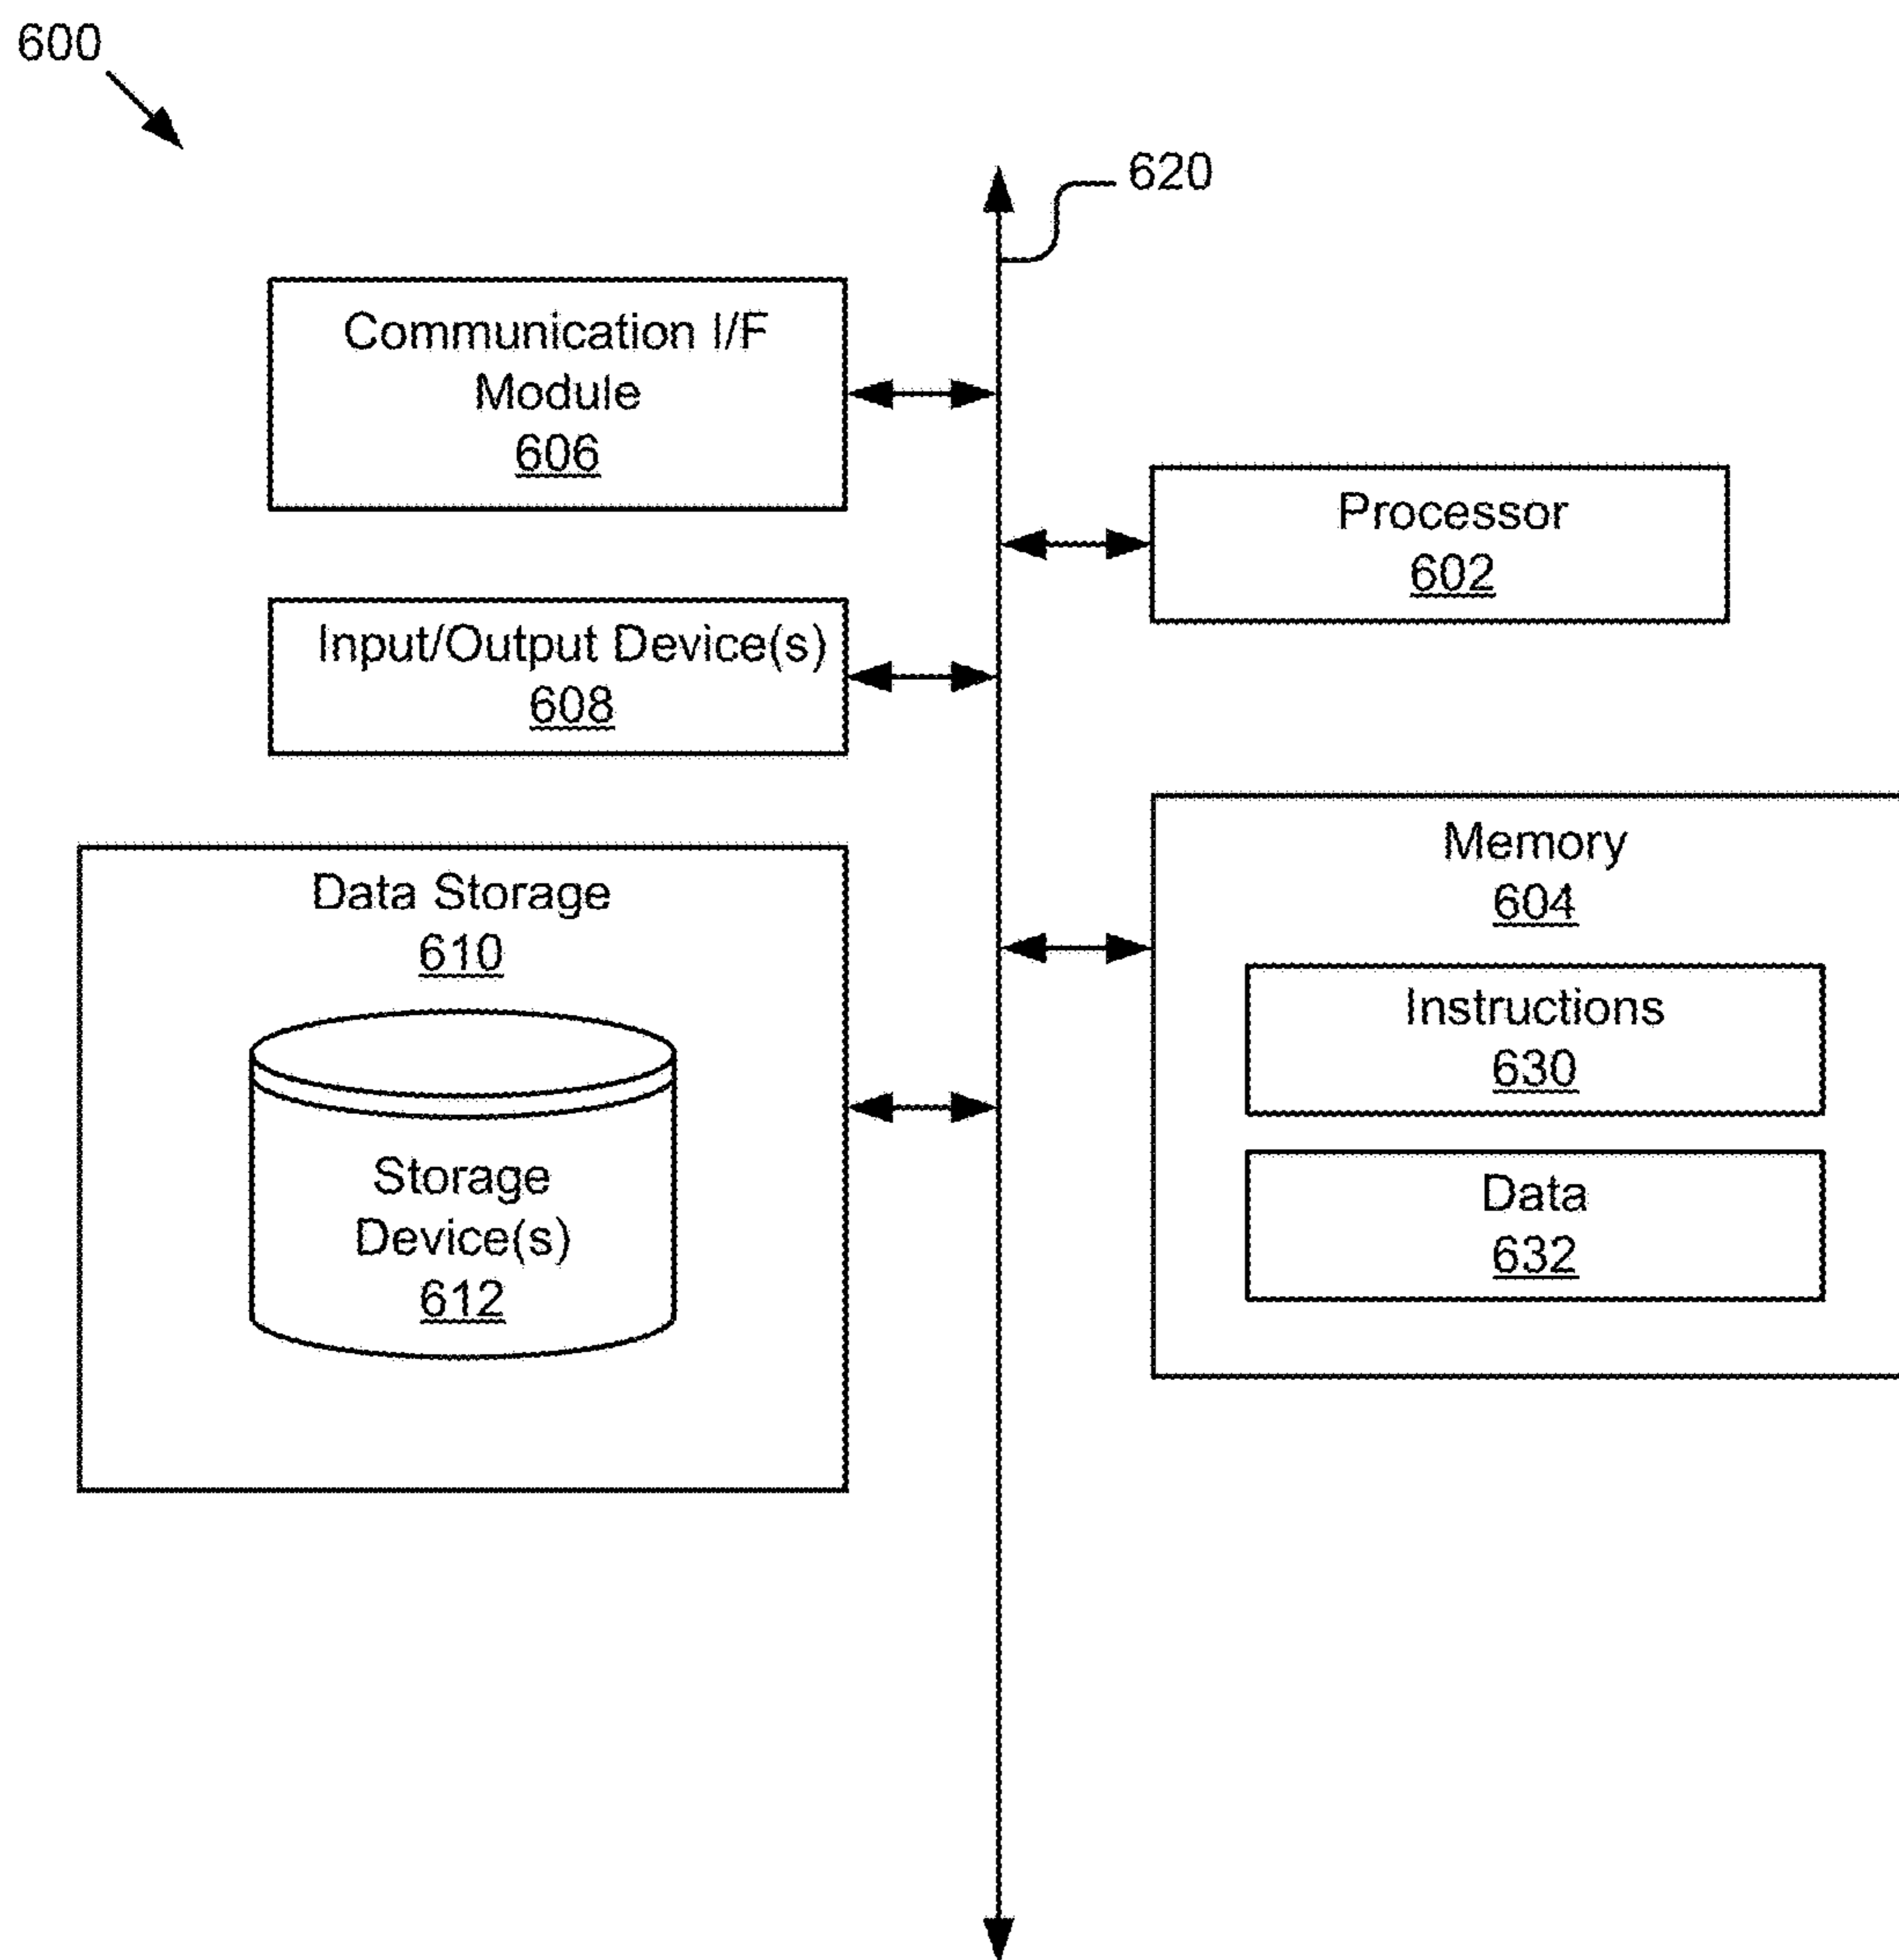 600
620
Communication I/F
Module
606
Processor
602
Input/Output Device(s)
608
Memory
604
Data Storage
610
Instructions
630
Storage
Device(s)
612
Data
632